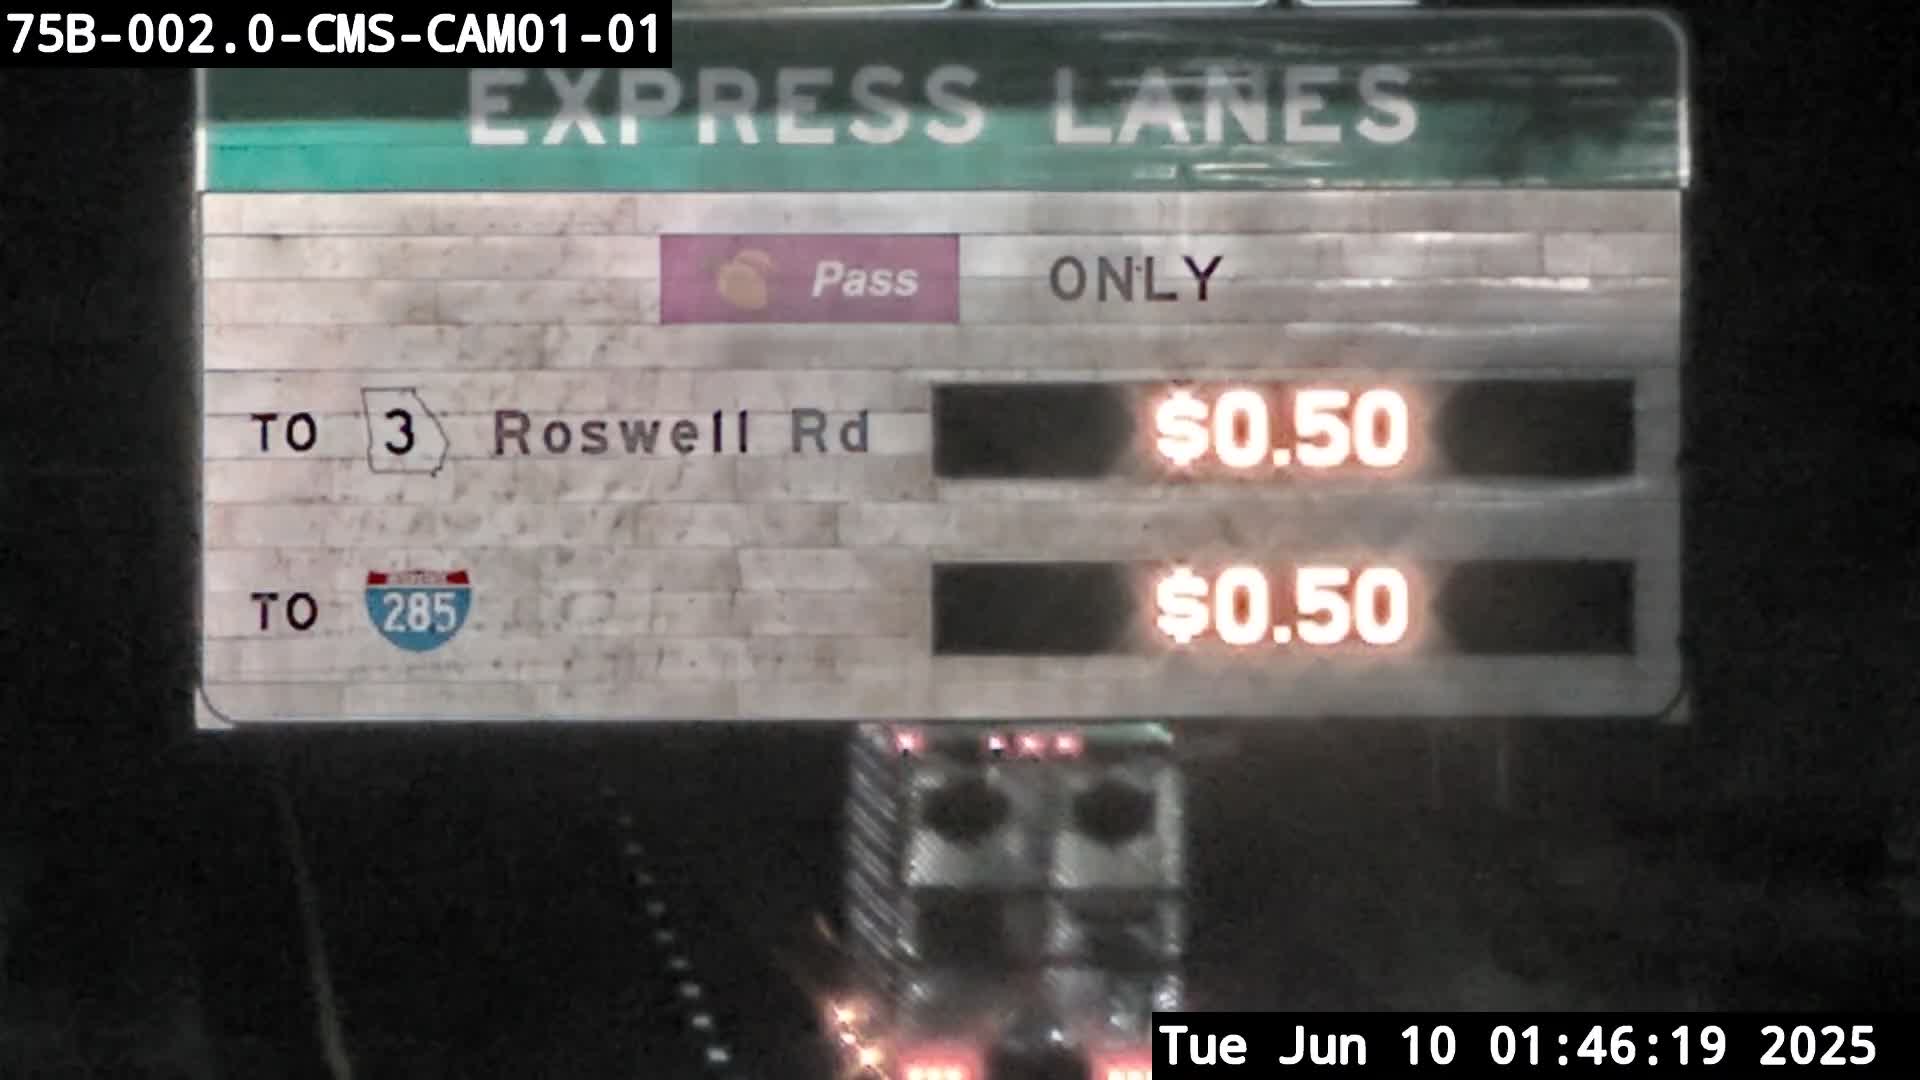 75B-002.0-CMS-CAM01-01
EXPRESS LANES
Pass ONLY
TO 3 Roswell Rd $0.50
TO 285 $0.50
Tue Jun 10 01:46:19 2025